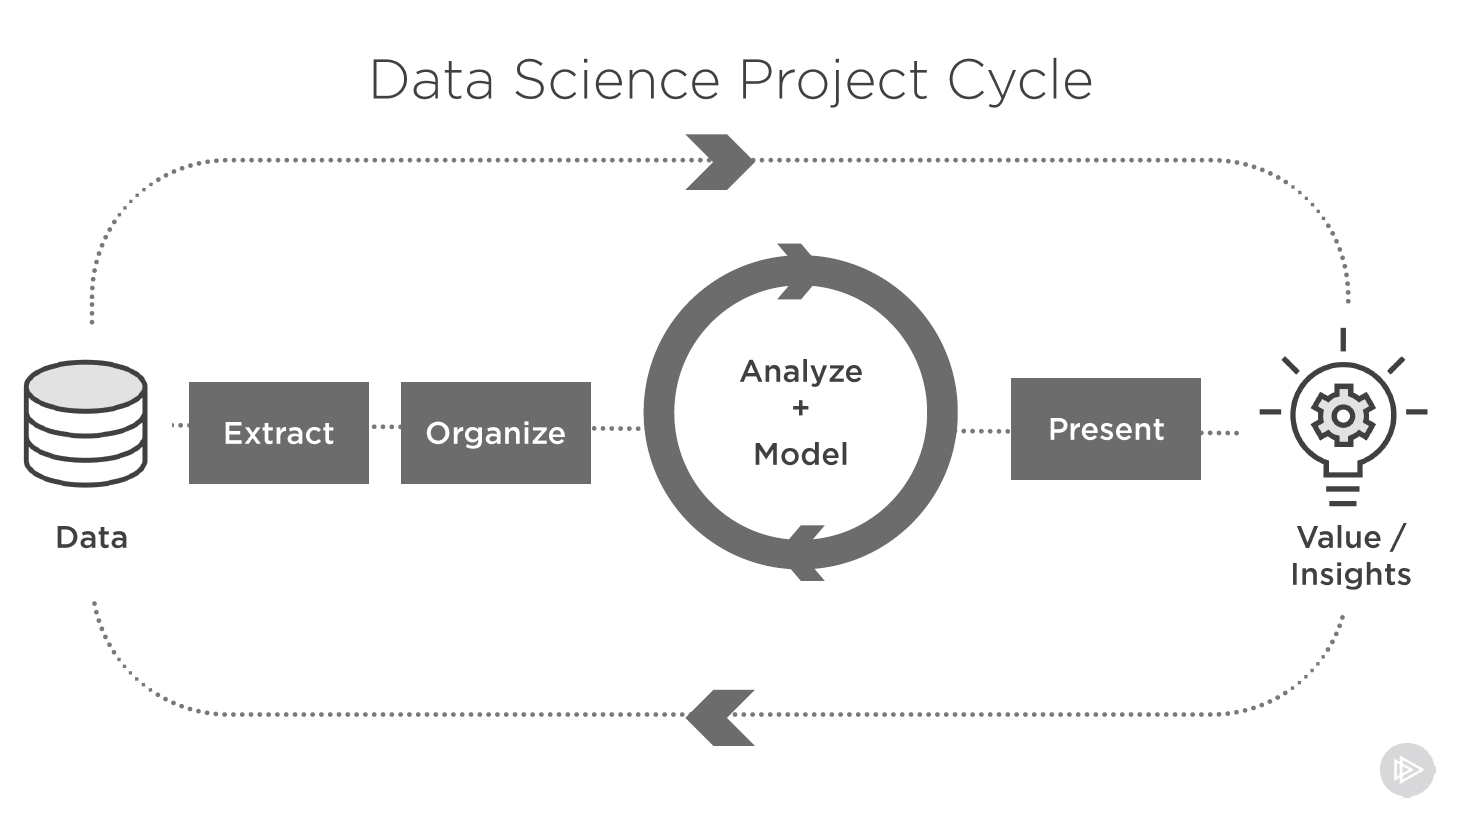 Data Science Project Cycle
Extract
Organize
Analyze
+
Model
Present
Data
Value /
Insights